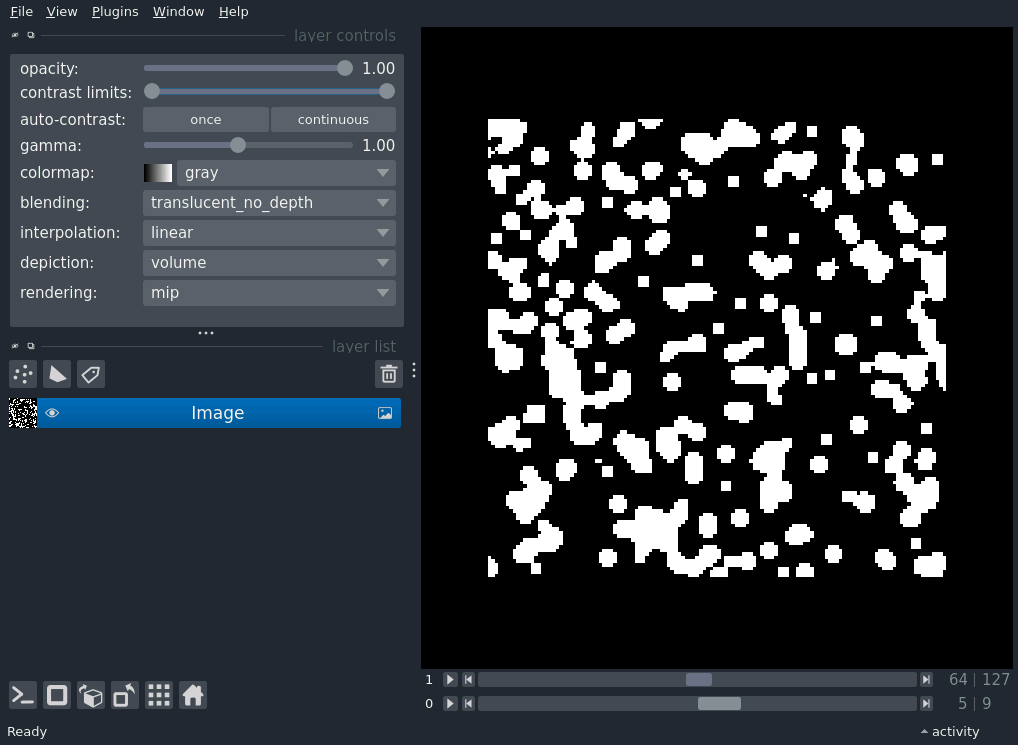 File View Plugins Window Help
layer controls
opacity: 1.00
contrast limits:
auto-contrast: once continuous
gamma: 1.00
colormap: gray
blending: translucent_no_depth
interpolation: linear
depiction: volume
rendering: mip
layer list
Image
1 64 | 127
0 5 | 9
Ready activity